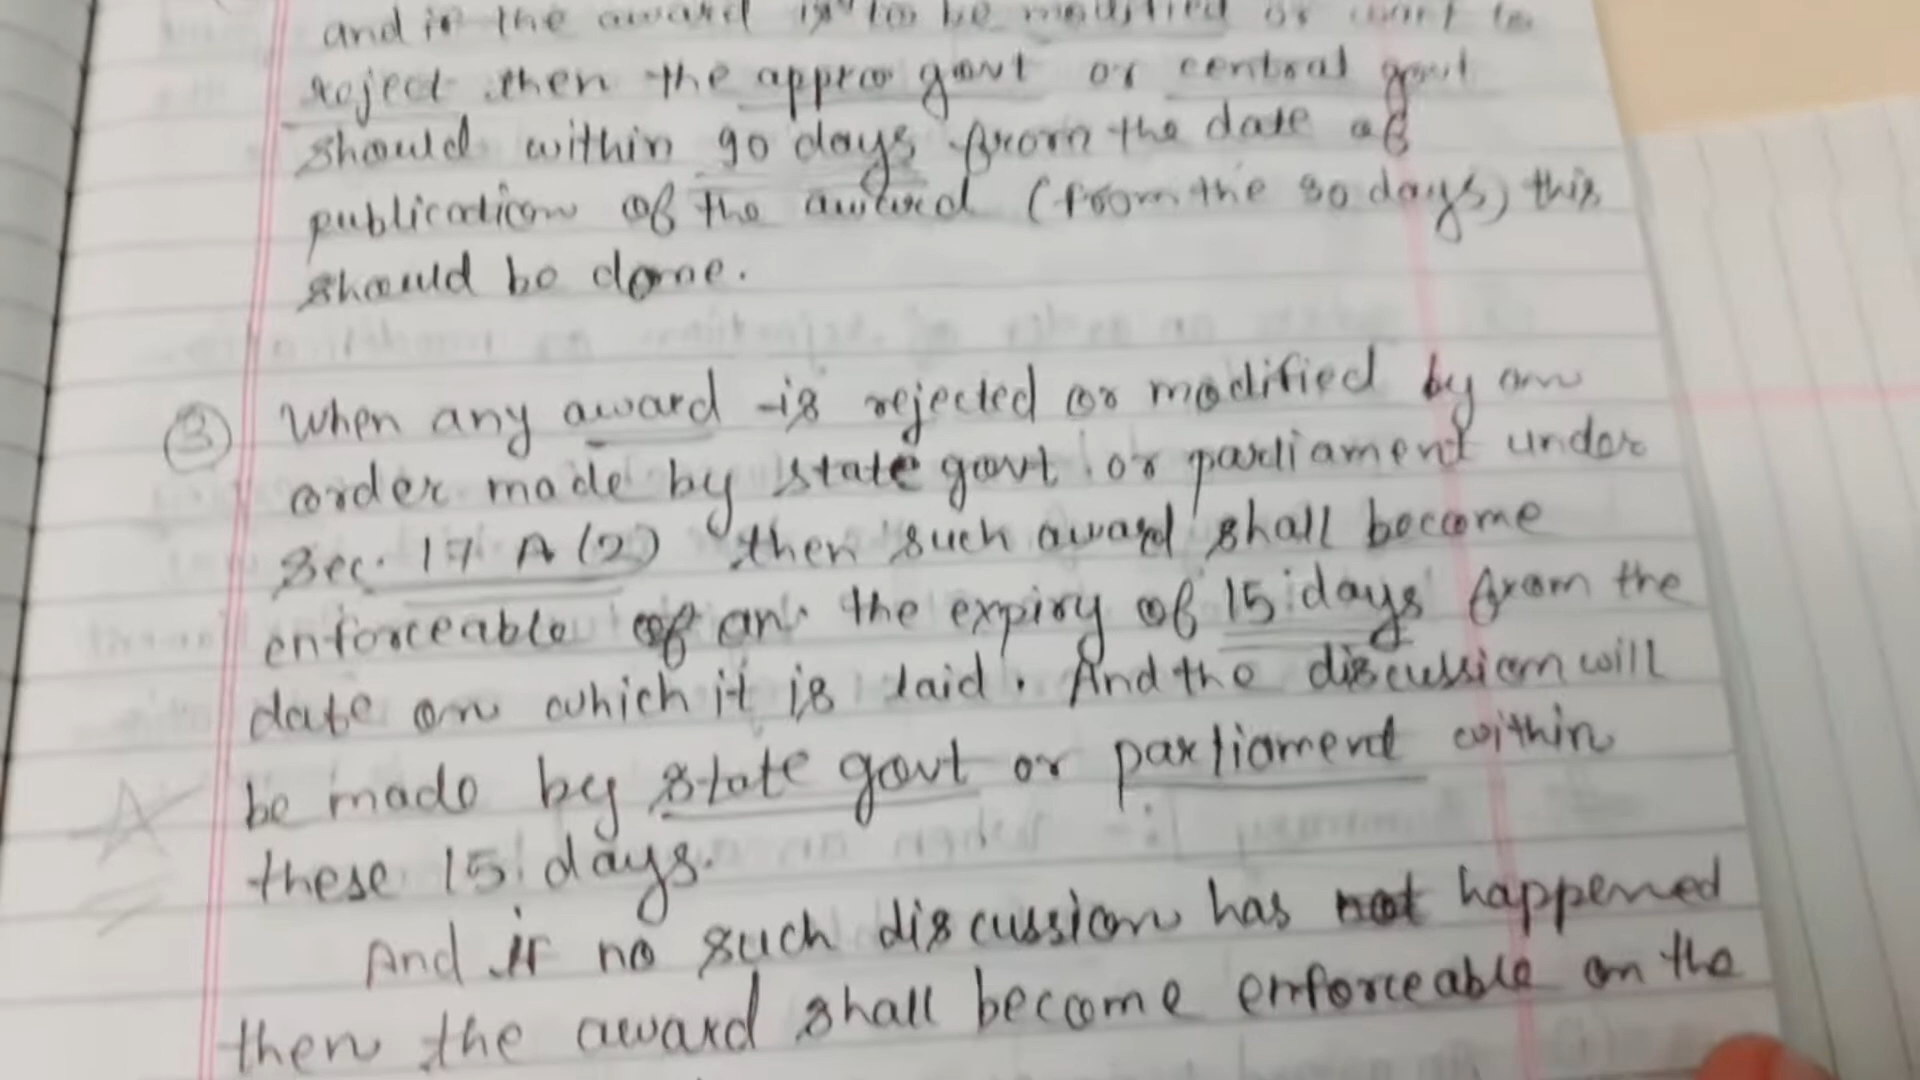 and if the award is to be modified or want to
reject then the appro govt or central govt
should within 90 days from the date of
publication of the award (from the 30 days) this
should be done.
③ When any award is rejected or modified by an
order made by state govt or parliament under
Sec. 17 A (2) then such award shall become
enforceable of on the expiry of 15 days from the
date on which it is laid. And the discussion will
be made by state govt or parliament within
these 15 days.
And if no such discussion has not happened
then the award shall become enforceable on the